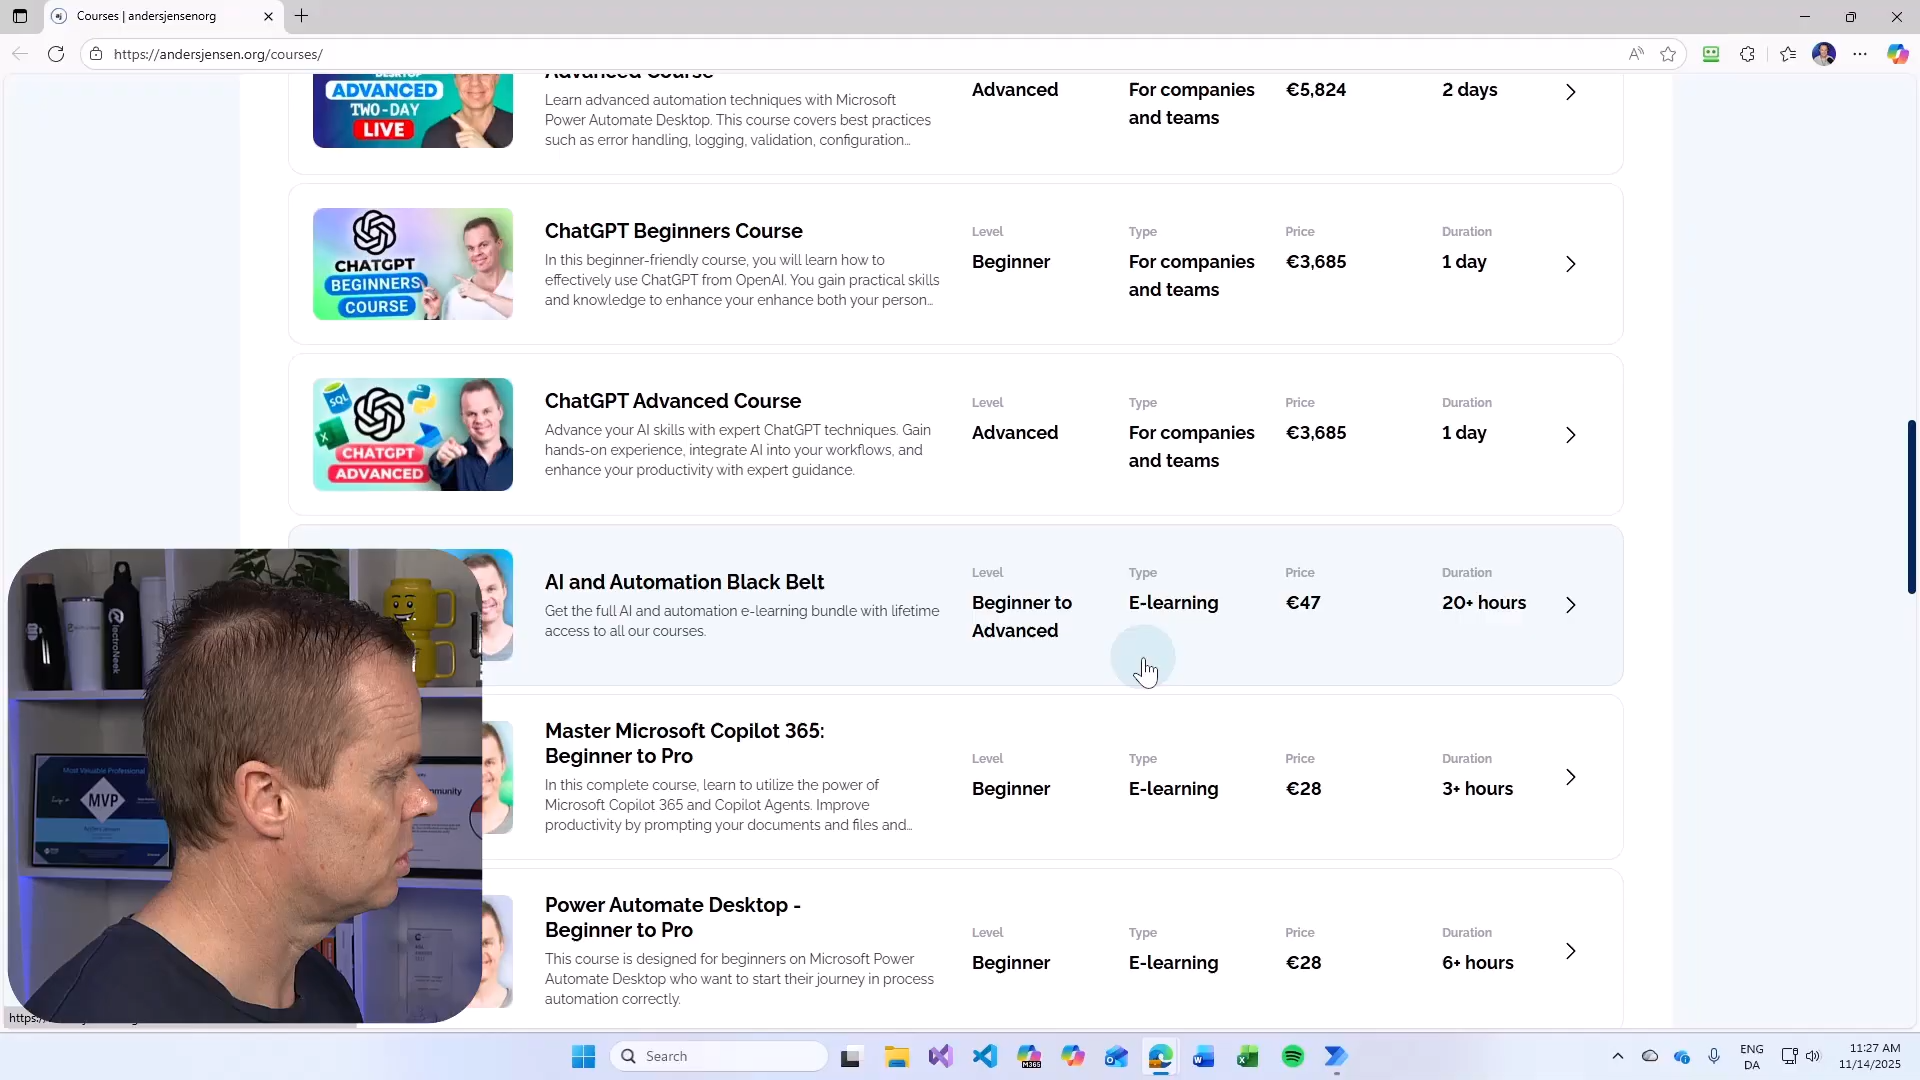 Courses | andersjensenorg
https://andersjensen.org/courses/
DESKTOP
ADVANCED
TWO-DAY
LIVE
Advanced Course
Learn advanced automation techniques with Microsoft
Power Automate Desktop. This course covers best practices
such as error handling, logging, validation, configuration...
Advanced
For companies
and teams
€5,824
2 days
CHATGPT
BEGINNERS
COURSE
ChatGPT Beginners Course
In this beginner-friendly course, you will learn how to
effectively use ChatGPT from OpenAI. You gain practical skills
and knowledge to enhance your enhance both your person...
Level
Beginner
Type
For companies
and teams
Price
€3,685
Duration
1 day
SQL
CHATGPT
ADVANCED
ChatGPT Advanced Course
Advance your AI skills with expert ChatGPT techniques. Gain
hands-on experience, integrate AI into your workflows, and
enhance your productivity with expert guidance.
Level
Advanced
Type
For companies
and teams
Price
€3,685
Duration
1 day
AI and Automation Black Belt
Get the full AI and automation e-learning bundle with lifetime
access to all our courses.
Level
Beginner to
Advanced
Type
E-learning
Price
€47
Duration
20+ hours
Master Microsoft Copilot 365:
Beginner to Pro
In this complete course, learn to utilize the power of
Microsoft Copilot 365 and Copilot Agents. Improve
productivity by prompting your documents and files and...
Level
Beginner
Type
E-learning
Price
€28
Duration
3+ hours
Power Automate Desktop -
Beginner to Pro
This course is designed for beginners on Microsoft Power
Automate Desktop who want to start their journey in process
automation correctly.
Level
Beginner
Type
E-learning
Price
€28
Duration
6+ hours
ElectroNeek
Most Valuable Professional
MVP
https:/
Search
M365
ENG
DA
11:27 AM
11/14/2025